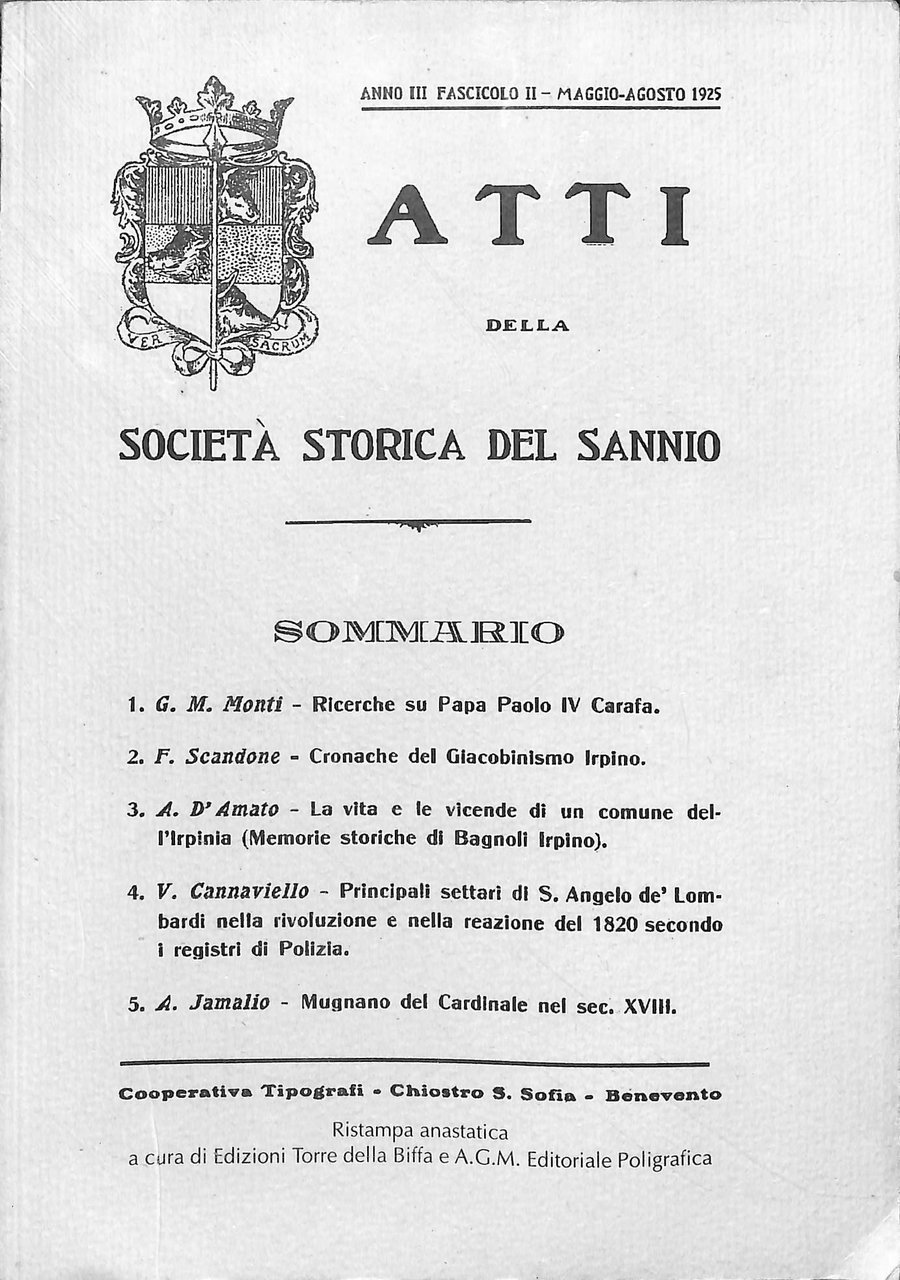 ANNO III FASCICOLO II - MAGGIO-AGOSTO 1925
VER SACRUM
ATTI
DELLA
SOCIETÀ STORICA DEL SANNIO
SOMMARIO
1. G. M. Monti - Ricerche su Papa Paolo IV Carafa.
2. F. Scandone - Cronache del Giacobinismo Irpino.
3. A. D'Amato - La vita e le vicende di un comune del-
l'Irpinia (Memorie storiche di Bagnoli Irpino).
4. V. Cannaviello - Principali settari di S. Angelo de' Lom-
bardi nella rivoluzione e nella reazione del 1820 secondo
i registri di Polizia.
5. A. Jamalio - Mugnano del Cardinale nel sec. XVIII.
Cooperativa Tipografi - Chiostro S. Sofia - Benevento
Ristampa anastatica
a cura di Edizioni Torre della Biffa e A.G.M. Editoriale Poligrafica